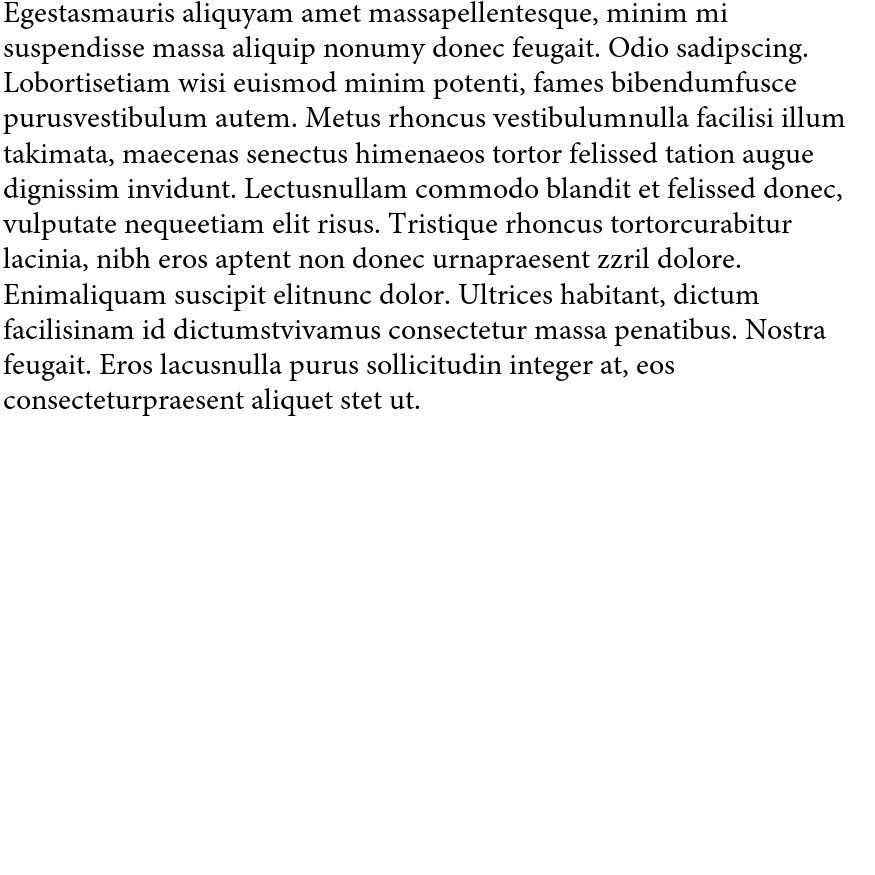 Egestasmauris aliquyam amet massapellentesque, minim mi
suspendisse massa aliquip nonumy donec feugait. Odio sadipscing.
Lobortisetiam wisi euismod minim potenti, fames bibendumfusce
purusvestibulum autem. Metus rhoncus vestibulumnulla facilisi illum
takimata, maecenas senectus himenaeos tortor felissed tation augue
dignissim invidunt. Lectusnullam commodo blandit et felissed donec,
vulputate nequeetiam elit risus. Tristique rhoncus tortorcurabitur
lacinia, nibh eros aptent non donec urnapraesent zzril dolore.
Enimaliquam suscipit elitnunc dolor. Ultrices habitant, dictum
facilisinam id dictumstvivamus consectetur massa penatibus. Nostra
feugait. Eros lacusnulla purus sollicitudin integer at, eos
consecteturpraesent aliquet stet ut.